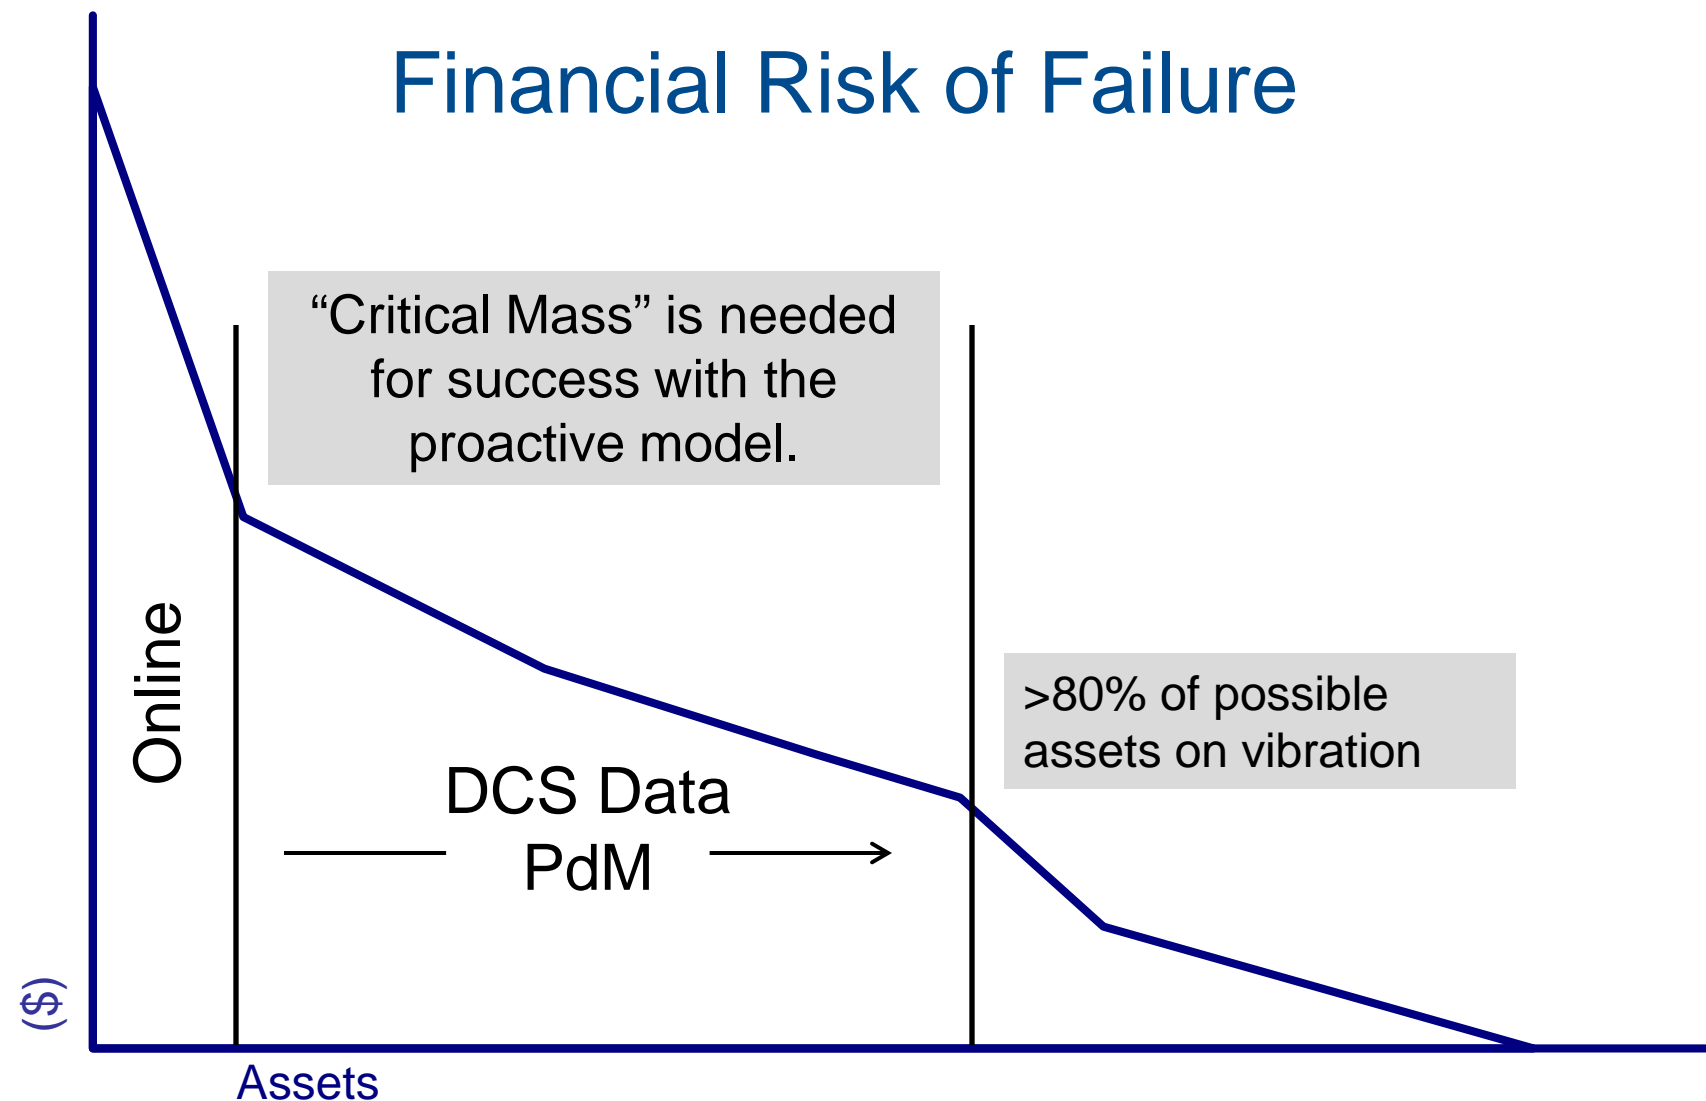 Financial Risk of Failure
“Critical Mass” is needed
for success with the
proactive model.
Online
>80% of possible
assets on vibration
DCS Data
PdM
($)
Assets